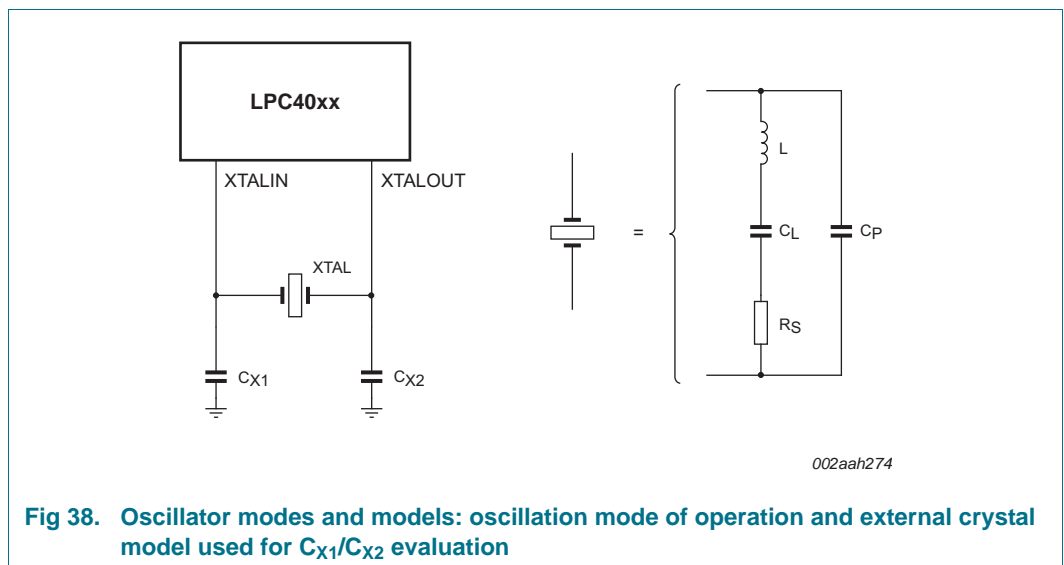 LPC40xx
XTALIN
XTALOUT
XTAL
CX1
CX2
=
L
CL
CP
RS
002aah274
Fig 38. Oscillator modes and models: oscillation mode of operation and external crystal
model used for CX1/CX2 evaluation